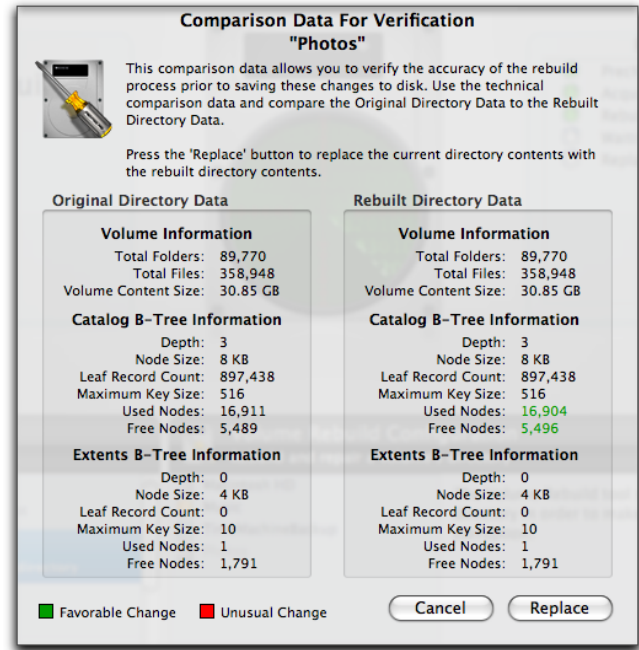 Comparison Data For Verification
"Photos"
This comparison data allows you to verify the accuracy of the rebuild
process prior to saving these changes to disk. Use the technical
comparison data and compare the Original Directory Data to the Rebuilt
Directory Data.
Press the 'Replace' button to replace the current directory contents with
the rebuilt directory contents.
Original Directory Data
Volume Information
Total Folders: 89,770
Total Files: 358,948
Volume Content Size: 30.85 GB
Catalog B-Tree Information
Depth: 3
Node Size: 8 KB
Leaf Record Count: 897,438
Maximum Key Size: 516
Used Nodes: 16,911
Free Nodes: 5,489
Extents B-Tree Information
Depth: 0
Node Size: 4 KB
Leaf Record Count: 0
Maximum Key Size: 10
Used Nodes: 1
Free Nodes: 1,791
Rebuilt Directory Data
Volume Information
Total Folders: 89,770
Total Files: 358,948
Volume Content Size: 30.85 GB
Catalog B-Tree Information
Depth: 3
Node Size: 8 KB
Leaf Record Count: 897,438
Maximum Key Size: 516
Used Nodes: 16,904
Free Nodes: 5,496
Extents B-Tree Information
Depth: 0
Node Size: 4 KB
Leaf Record Count: 0
Maximum Key Size: 10
Used Nodes: 1
Free Nodes: 1,791
Favorable Change
Unusual Change
Cancel
Replace